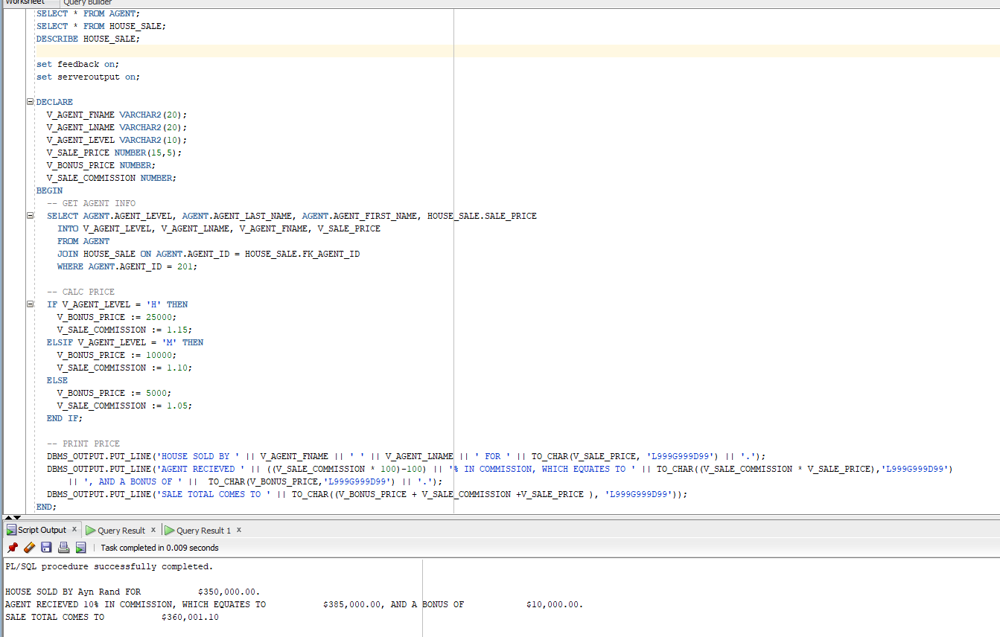 Worksheet Query Builder
SELECT * FROM AGENT;
SELECT * FROM HOUSE_SALE;
DESCRIBE HOUSE_SALE;
set feedback on;
set serveroutput on;
DECLARE
V_AGENT_FNAME VARCHAR2(20);
V_AGENT_LNAME VARCHAR2(20);
V_AGENT_LEVEL VARCHAR2(10);
V_SALE_PRICE NUMBER(15,5);
V_BONUS_PRICE NUMBER;
V_SALE_COMMISSION NUMBER;
BEGIN
-- GET AGENT INFO
SELECT AGENT.AGENT_LEVEL, AGENT.AGENT_LAST_NAME, AGENT.AGENT_FIRST_NAME, HOUSE_SALE.SALE_PRICE
INTO V_AGENT_LEVEL, V_AGENT_LNAME, V_AGENT_FNAME, V_SALE_PRICE
FROM AGENT
JOIN HOUSE_SALE ON AGENT.AGENT_ID = HOUSE_SALE.FK_AGENT_ID
WHERE AGENT.AGENT_ID = 201;
-- CALC PRICE
IF V_AGENT_LEVEL = 'H' THEN
V_BONUS_PRICE := 25000;
V_SALE_COMMISSION := 1.15;
ELSIF V_AGENT_LEVEL = 'M' THEN
V_BONUS_PRICE := 10000;
V_SALE_COMMISSION := 1.10;
ELSE
V_BONUS_PRICE := 5000;
V_SALE_COMMISSION := 1.05;
END IF;
-- PRINT PRICE
DBMS_OUTPUT.PUT_LINE('HOUSE SOLD BY ' || V_AGENT_FNAME || ' ' || V_AGENT_LNAME || ' FOR ' || TO_CHAR(V_SALE_PRICE, 'L999G999D99') || '.');
DBMS_OUTPUT.PUT_LINE('AGENT RECIEVED ' || ((V_SALE_COMMISSION * 100)-100) || '% IN COMMISSION, WHICH EQUATES TO ' || TO_CHAR((V_SALE_COMMISSION * V_SALE_PRICE),'L999G999D99')
|| ', AND A BONUS OF ' ||  TO_CHAR(V_BONUS_PRICE,'L999G999D99') || '.');
DBMS_OUTPUT.PUT_LINE('SALE TOTAL COMES TO ' || TO_CHAR((V_BONUS_PRICE + V_SALE_COMMISSION +V_SALE_PRICE ), 'L999G999D99'));
END;
Script Output x Query Result x Query Result 1 x
Task completed in 0.009 seconds
PL/SQL procedure successfully completed.
HOUSE SOLD BY Ayn Rand FOR           $350,000.00.
AGENT RECIEVED 10% IN COMMISSION, WHICH EQUATES TO           $385,000.00, AND A BONUS OF            $10,000.00.
SALE TOTAL COMES TO           $360,001.10